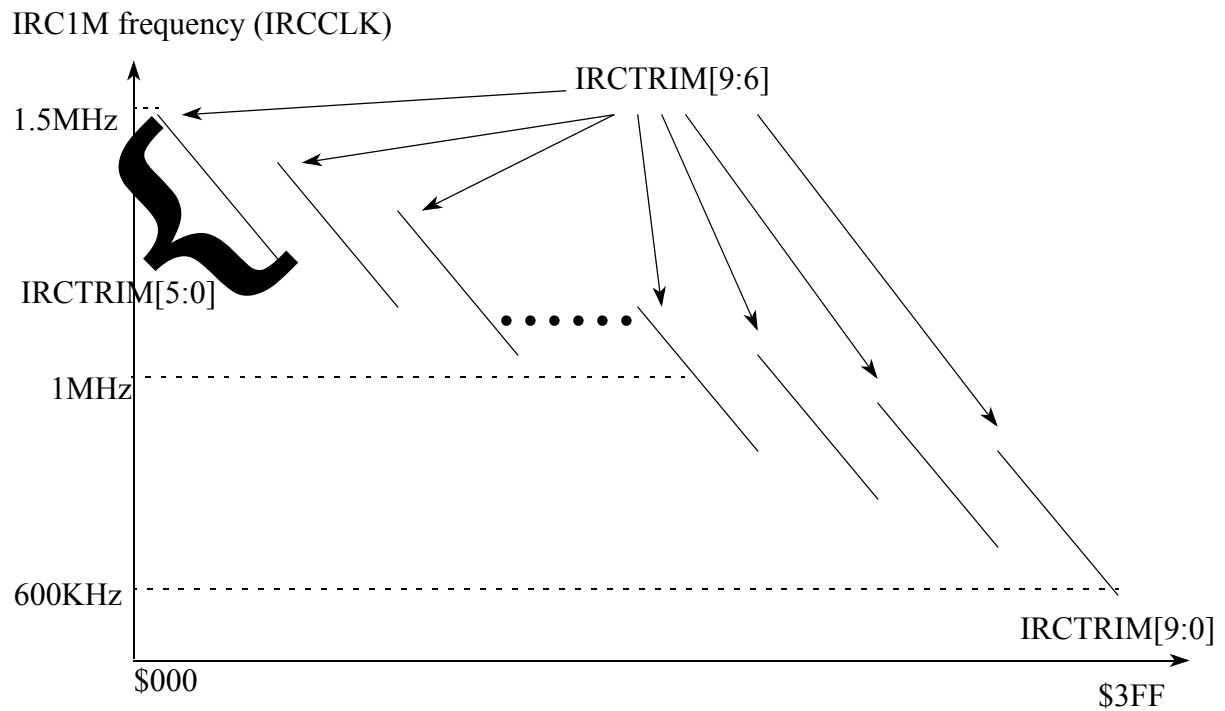 IRC1M frequency (IRCCLK)
IRCTRIM[9:6]
1.5MHz
IRCTRIM[5:0]
1MHz
600KHz
IRCTRIM[9:0]
$000
$3FF